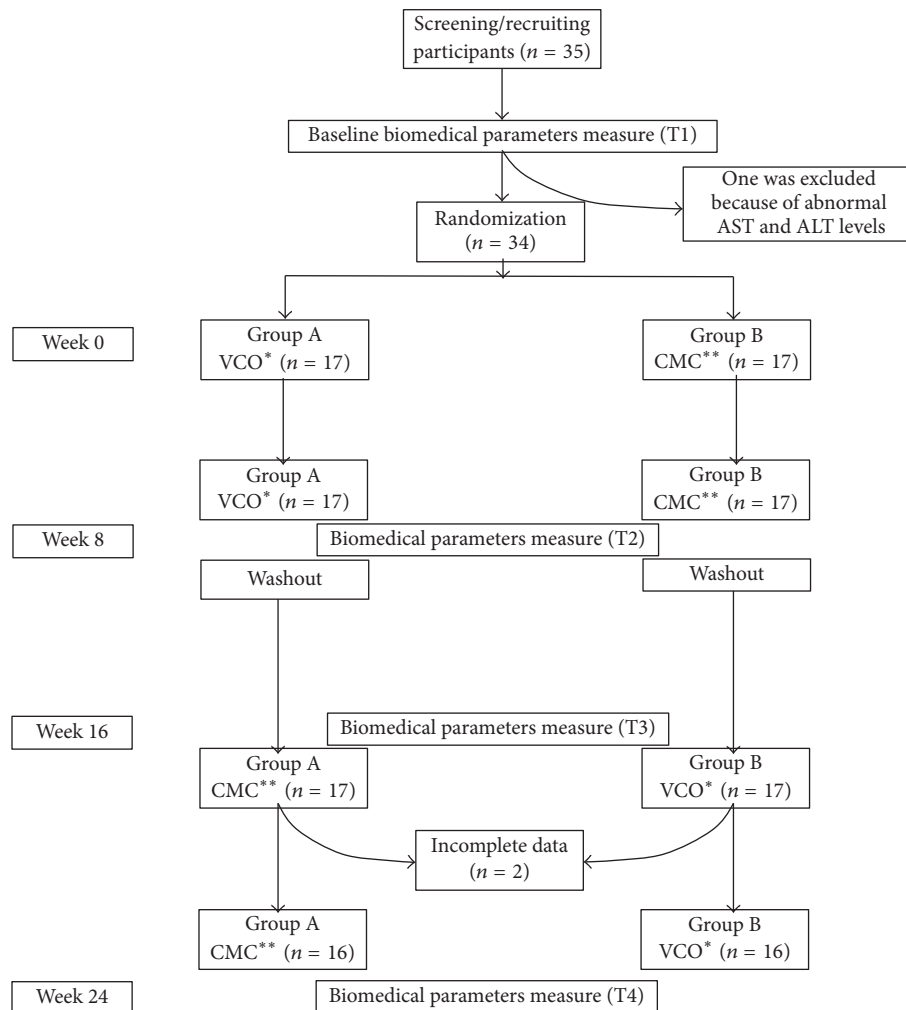 Screening/recruiting
participants (n = 35)
Baseline biomedical parameters measure (T1)
One was excluded
because of abnormal
AST and ALT levels
Randomization
(n = 34)
Week 0
Group A
VCO* (n = 17)
Group B
CMC** (n = 17)
Group A
VCO* (n = 17)
Group B
CMC** (n = 17)
Week 8
Biomedical parameters measure (T2)
Washout
Washout
Week 16
Biomedical parameters measure (T3)
Group A
CMC** (n = 17)
Group B
VCO* (n = 17)
Incomplete data
(n = 2)
Group A
CMC** (n = 16)
Group B
VCO* (n = 16)
Week 24
Biomedical parameters measure (T4)